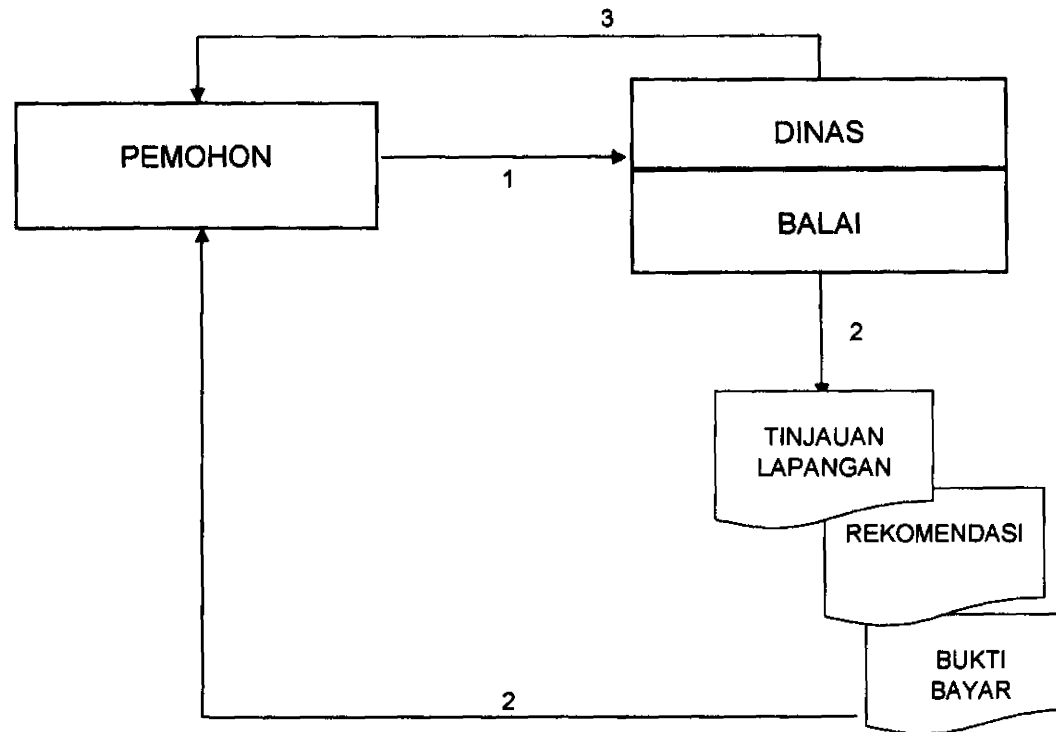 3
PEMOHON
DINAS
1
BALAI
2
TINJAUAN
LAPANGAN
REKOMENDASI
BUKTI
BAYAR
2